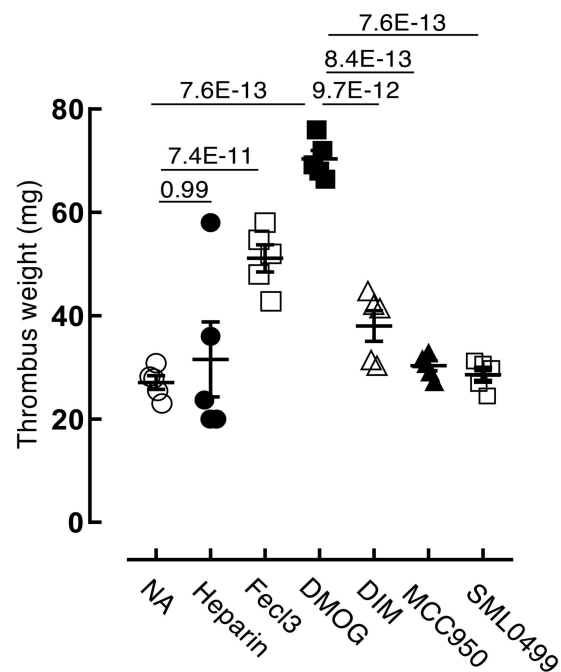 7.6E-13
8.4E-13
7.6E-13
9.7E-12
7.4E-11
0.99
Thrombus weight (mg)
80
60
40
20
0
NA
Heparin
Fecl3
DMOG
DIM
MCC950
SML0499